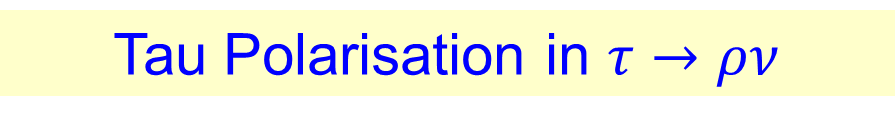 Tau Polarisation in 𝜏 → 𝜌𝜈